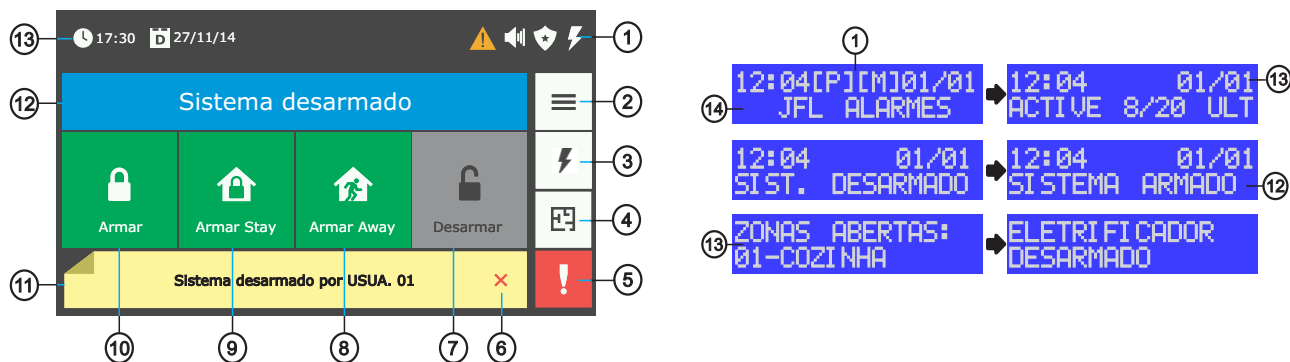 13
17:30
D
27/11/14
1
12
Sistema desarmado
2
3
Armar
Armar Stay
Armar Away
Desarmar
4
11
Sistema desarmado por USUA. 01
×
5
10
9
8
7
6
1
12:04[P][M]01/01
14
JFL ALARMES
12:04 01/01
13
ACTIVE 8/20 ULT
12:04 01/01
SIST. DESARMADO
12:04 01/01
SISTEMA ARMADO
12
13
ZONAS ABERTAS:
01-COZINHA
ELETRIFICADOR
DESARMADO